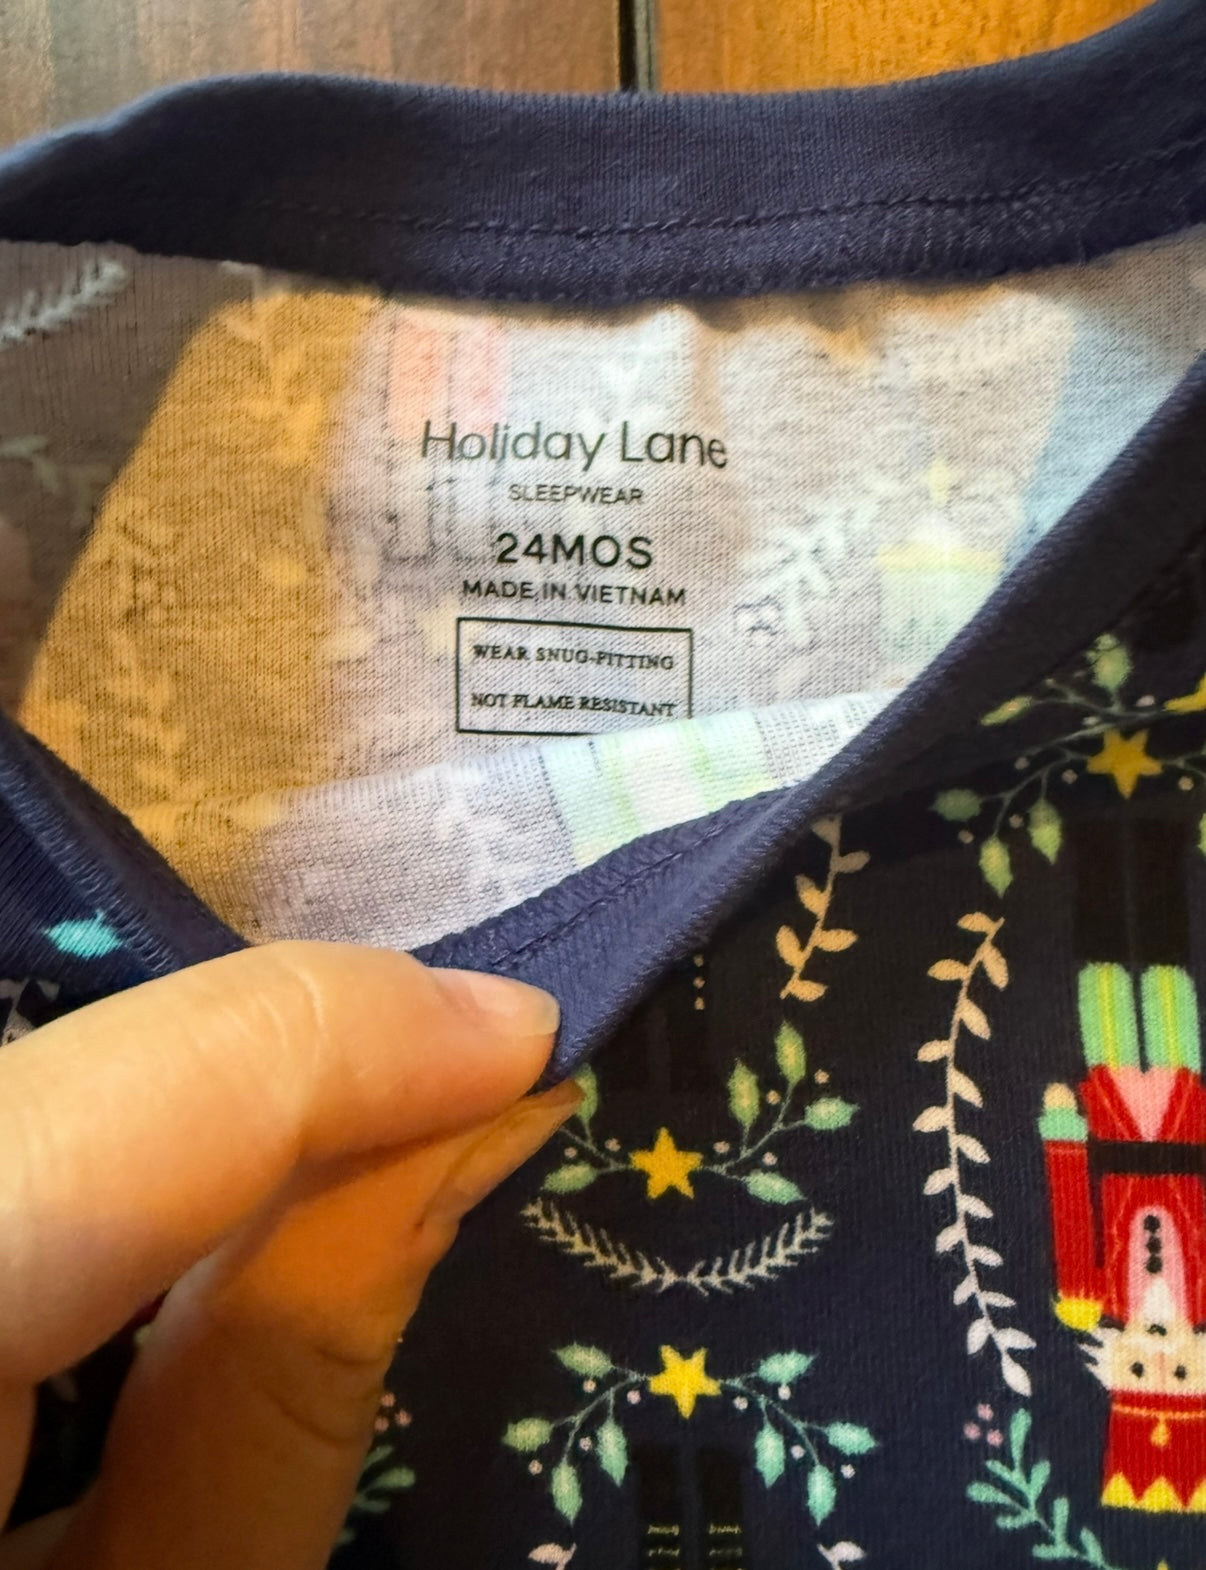 Holiday Lane
SLEEPWEAR
24MOS
MADE IN VIETNAM
WEAR SNUG-FITTING
NOT FLAME RESISTANT